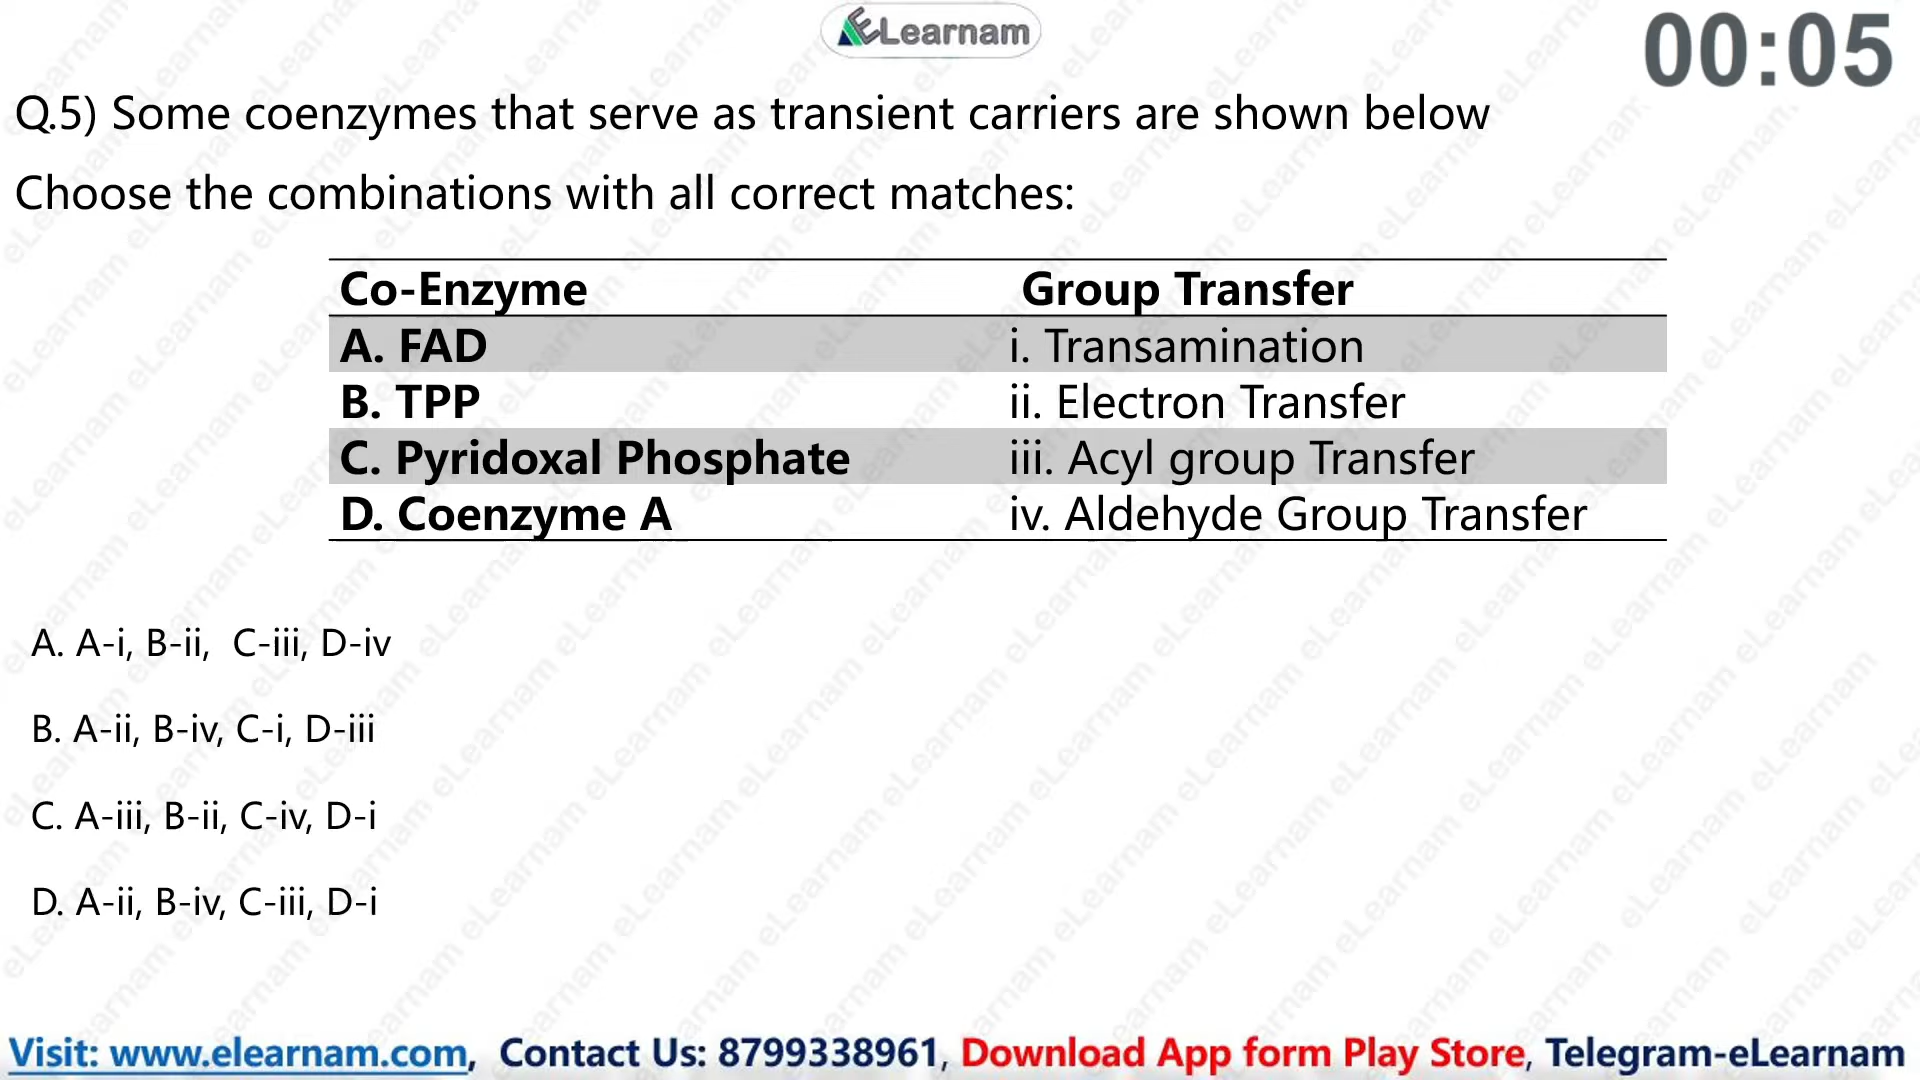 ELearnam
00:05
Q.5) Some coenzymes that serve as transient carriers are shown below
Choose the combinations with all correct matches:
Co-Enzyme Group Transfer
A. FAD i. Transamination
B. TPP ii. Electron Transfer
C. Pyridoxal Phosphate iii. Acyl group Transfer
D. Coenzyme A iv. Aldehyde Group Transfer
A. A-i, B-ii, C-iii, D-iv
B. A-ii, B-iv, C-i, D-iii
C. A-iii, B-ii, C-iv, D-i
D. A-ii, B-iv, C-iii, D-i
Visit: www.elearnam.com, Contact Us: 8799338961, Download App form Play Store, Telegram-eLearnam